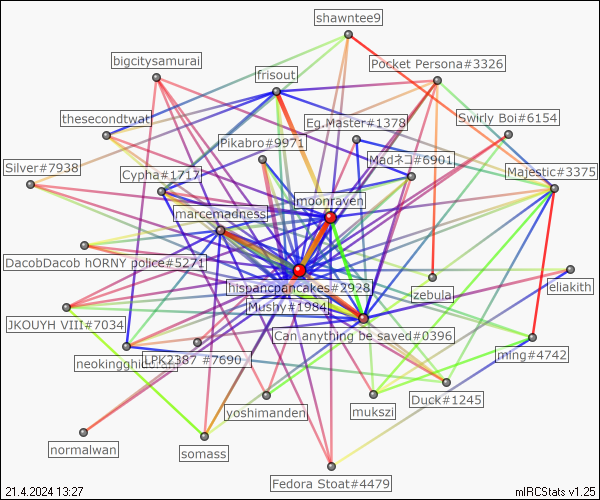 shawntee9
bigcitysamurai
Pocket Persona#3326
frisout
thesecondtwat
Eg.Master#1378
Swirly Boi#6154
Pikabro#9971
Silver#7938
Cypha#1717
Madネコ#6901
Majestic#3375
moonraven
marcemadness
DacobDacob hORNY police#5271
hispancpancakes#2928
eliakith
zebula
Mushy#1984
JKOUYH VIII#7034
Can anything be saved#0396
ming#4742
LPK2387 #7690
Duck#1245
yoshimanden
mukszi
normalwan
somass
Fedora Stoat#4479
21.4.2024 13:27
mIRCStats v1.25